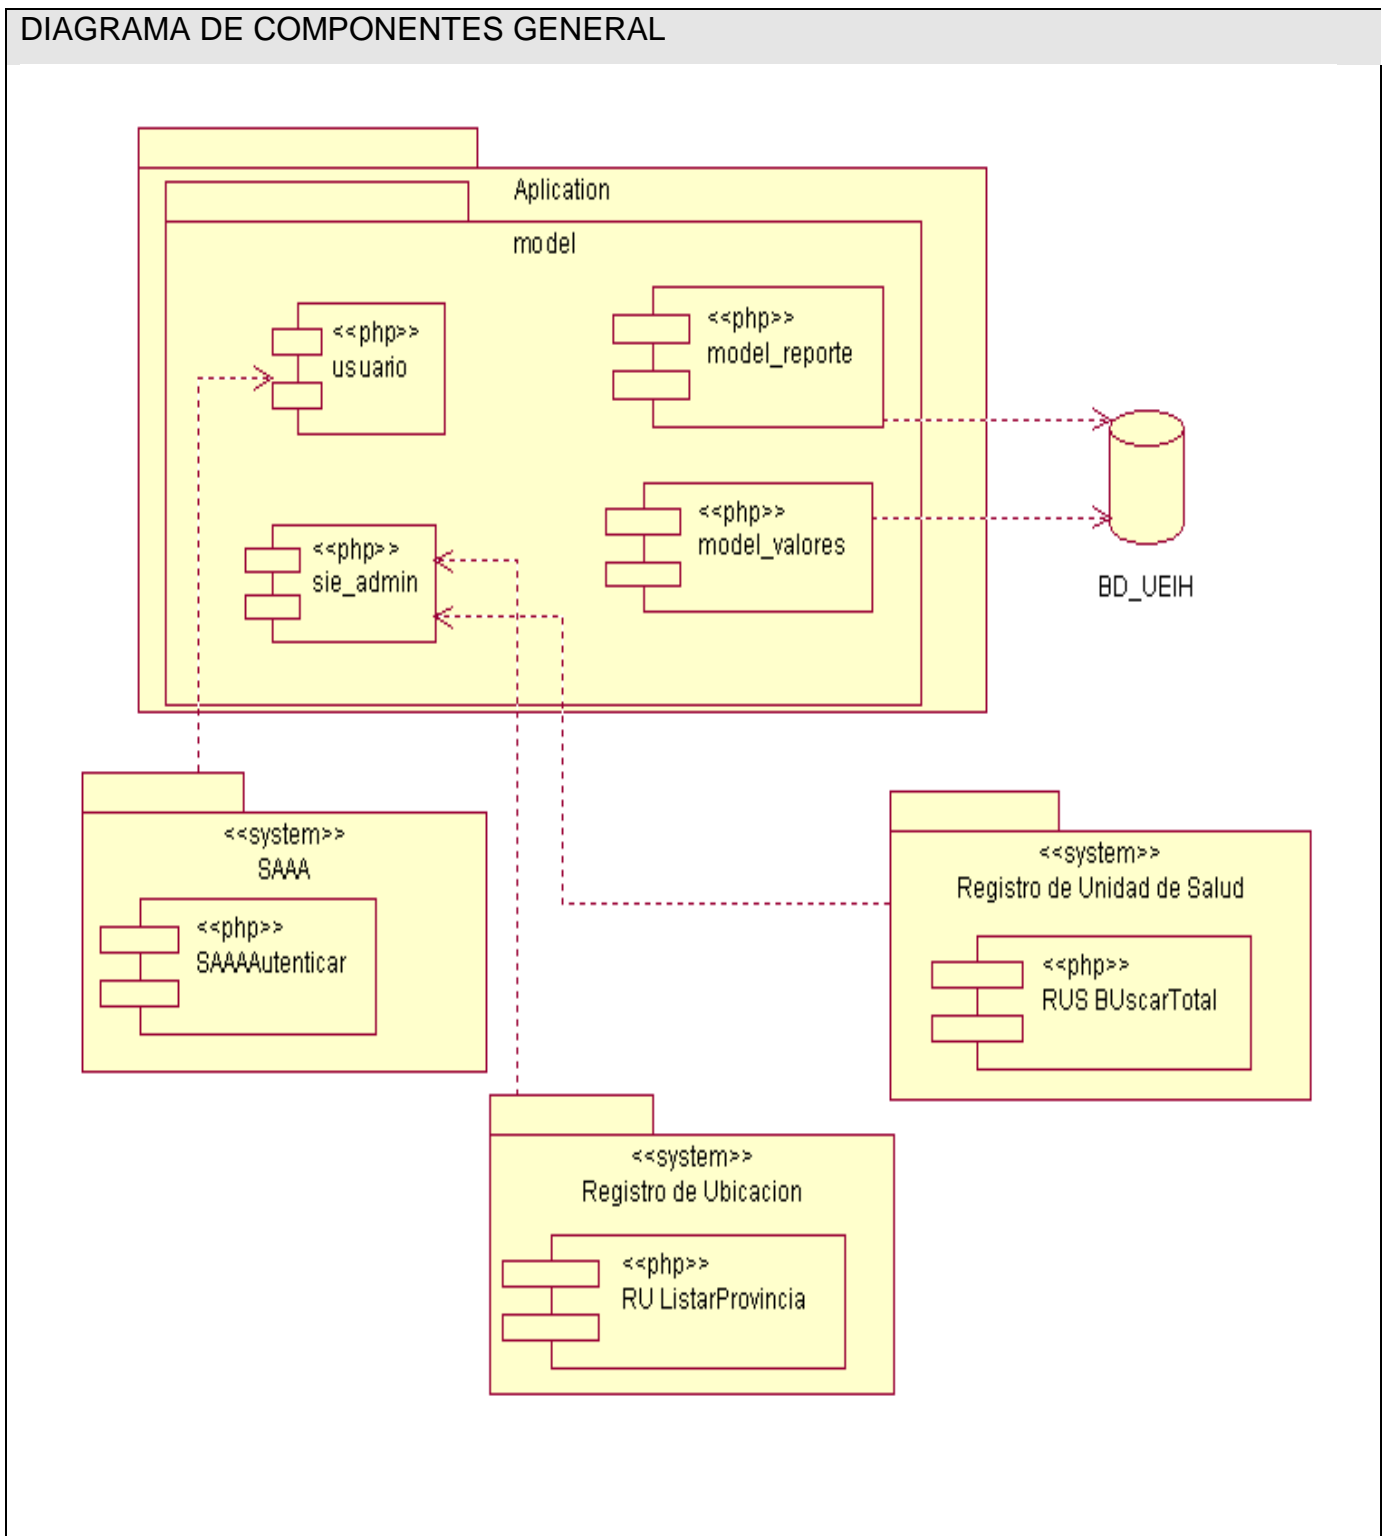 DIAGRAMA DE COMPONENTES GENERAL
Aplication
model
<<php>>
usuario
<<php>>
model_reporte
<<php>>
sie_admin
<<php>>
model_valores
BD_UEIH
<<system>>
SAAA
<<php>>
SAAAAutenticar
<<system>>
Registro de Unidad de Salud
<<php>>
RUS BUscarTotal
<<system>>
Registro de Ubicacion
<<php>>
RU ListarProvincia